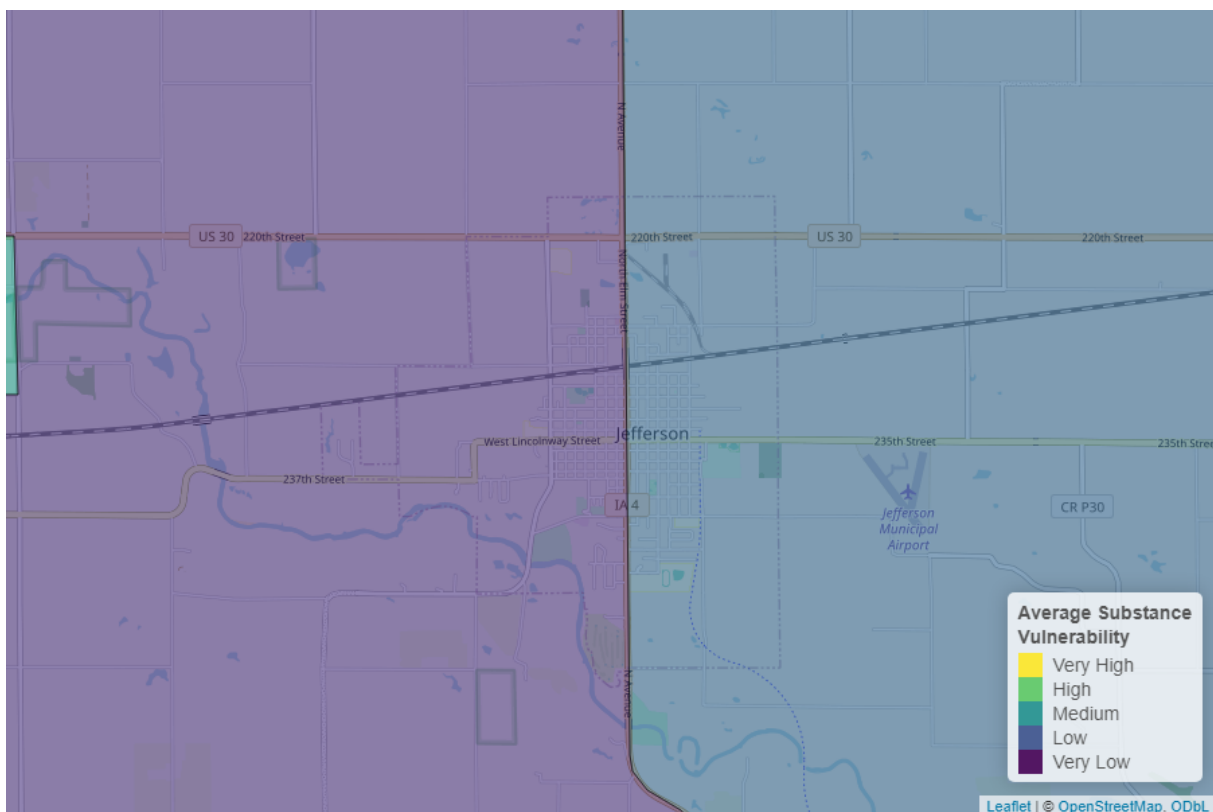 N Avenue
US 30
220th Street
220th Street
US 30
220th Street
North Elm Street
West Lincolnway Street
Jefferson
235th Street
235th Stree
237th Street
IA 4
Jefferson
Municipal
Airport
CR P30
N Avenue
Average Substance
Vulnerability
Very High
High
Medium
Low
Very Low
Leaflet | © OpenStreetMap, ODbL